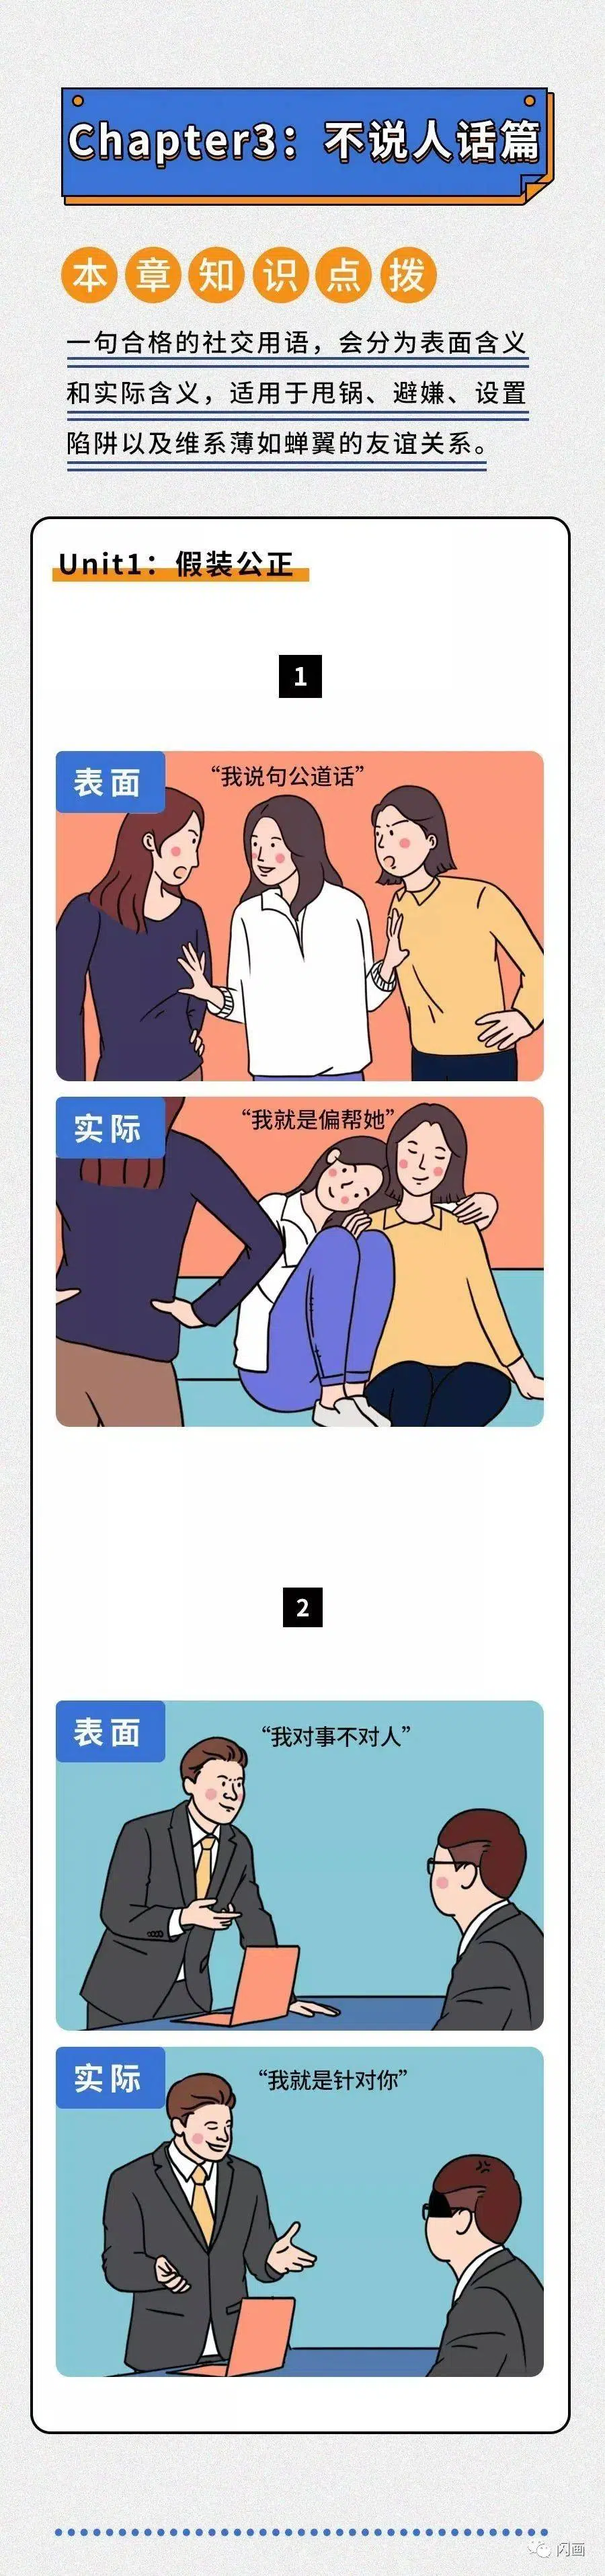 Chapter3：不说人话篇
本章知识点拨
一句合格的社交用语，会分为表面含义
和实际含义，适用于甩锅、避嫌、设置
陷阱以及维系薄如蝉翼的友谊关系。
Unit1：假装公正
1
表面
“我说句公道话”
实际
“我就是偏帮她”
2
表面
“我对事不对人”
实际
“我就是针对你”
闪画